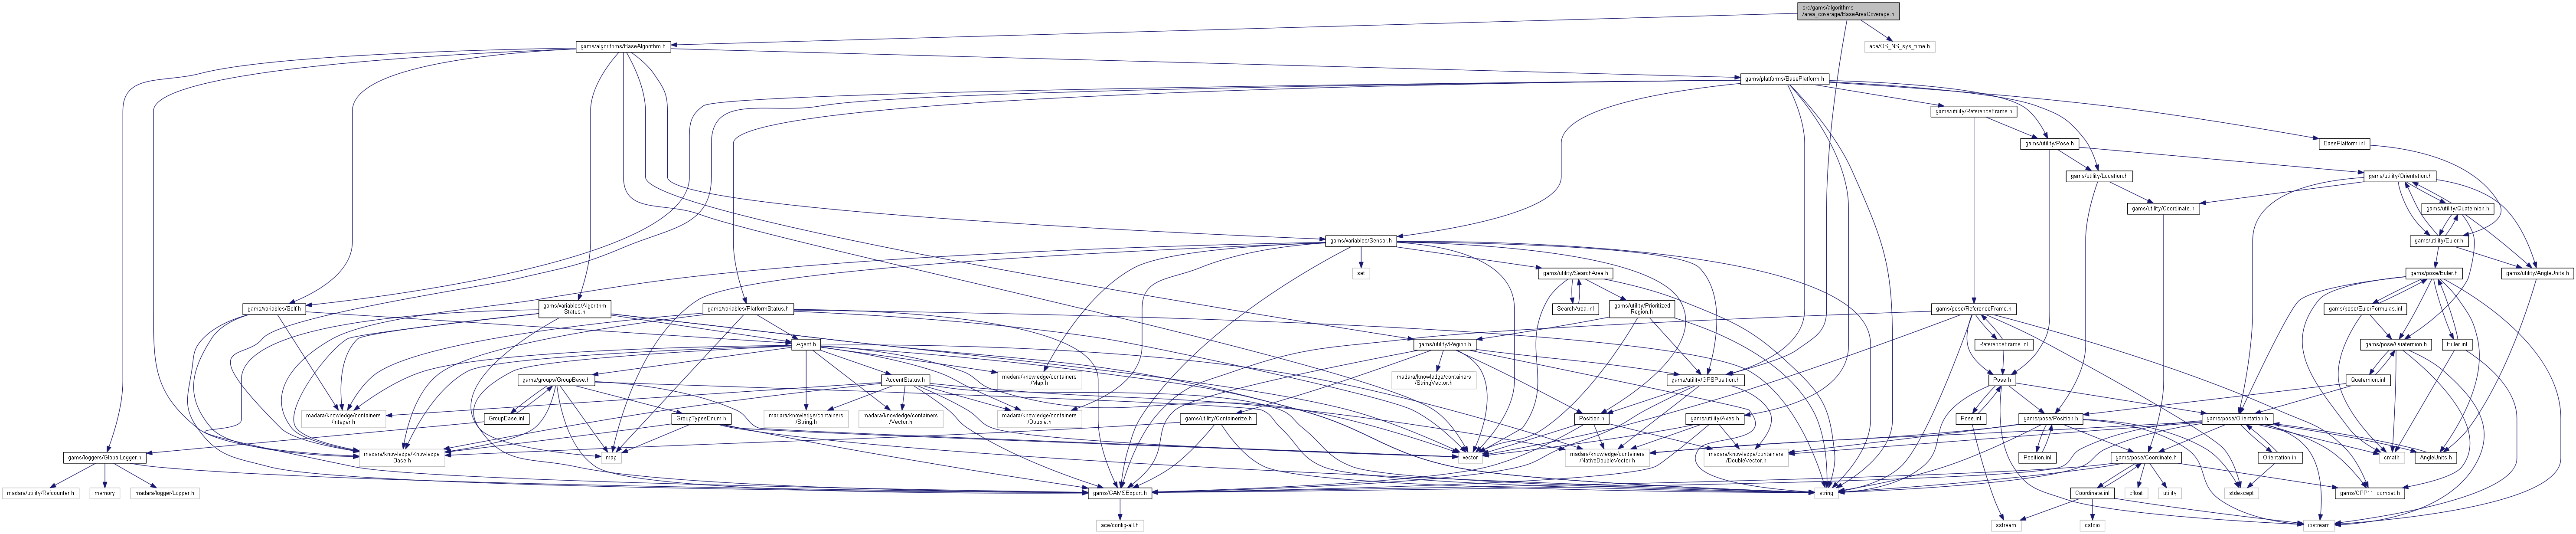 src/gams/algorithms
/area_coverage/BaseAreaCoverage.h
gams/algorithms/BaseAlgorithm.h
ace/OS_NS_sys_time.h
gams/platforms/BasePlatform.h
gams/utility/ReferenceFrame.h
gams/utility/Pose.h
BasePlatform.inl
gams/utility/Location.h
gams/utility/Orientation.h
gams/utility/Coordinate.h
gams/utility/Quaternion.h
gams/variables/Sensor.h
gams/utility/Euler.h
set
gams/utility/SearchArea.h
gams/pose/Euler.h
gams/utility/AngleUnits.h
gams/variables/Self.h
gams/variables/Algorithm
Status.h
gams/variables/PlatformStatus.h
SearchArea.inl
gams/utility/Prioritized
Region.h
gams/pose/ReferenceFrame.h
gams/pose/EulerFormulas.inl
Agent.h
gams/utility/Region.h
ReferenceFrame.inl
gams/pose/Quaternion.h
Euler.inl
gams/groups/GroupBase.h
AccentStatus.h
madara/knowledge/containers
/Map.h
madara/knowledge/containers
/StringVector.h
gams/utility/GPSPosition.h
Pose.h
Quaternion.inl
madara/knowledge/containers
/Integer.h
GroupBase.inl
GroupTypesEnum.h
madara/knowledge/containers
/String.h
madara/knowledge/containers
/Vector.h
madara/knowledge/containers
/Double.h
gams/utility/Containerize.h
Position.h
gams/utility/Axes.h
Pose.inl
gams/pose/Position.h
gams/pose/Orientation.h
gams/loggers/GlobalLogger.h
madara/knowledge/Knowledge
Base.h
map
vector
madara/knowledge/containers
/NativeDoubleVector.h
madara/knowledge/containers
/DoubleVector.h
Position.inl
gams/pose/Coordinate.h
Orientation.inl
cmath
AngleUnits.h
madara/utility/Refcounter.h
memory
madara/logger/Logger.h
gams/GAMSExport.h
string
Coordinate.inl
cfloat
utility
stdexcept
gams/CPP11_compat.h
ace/config-all.h
sstream
cstdio
iostream